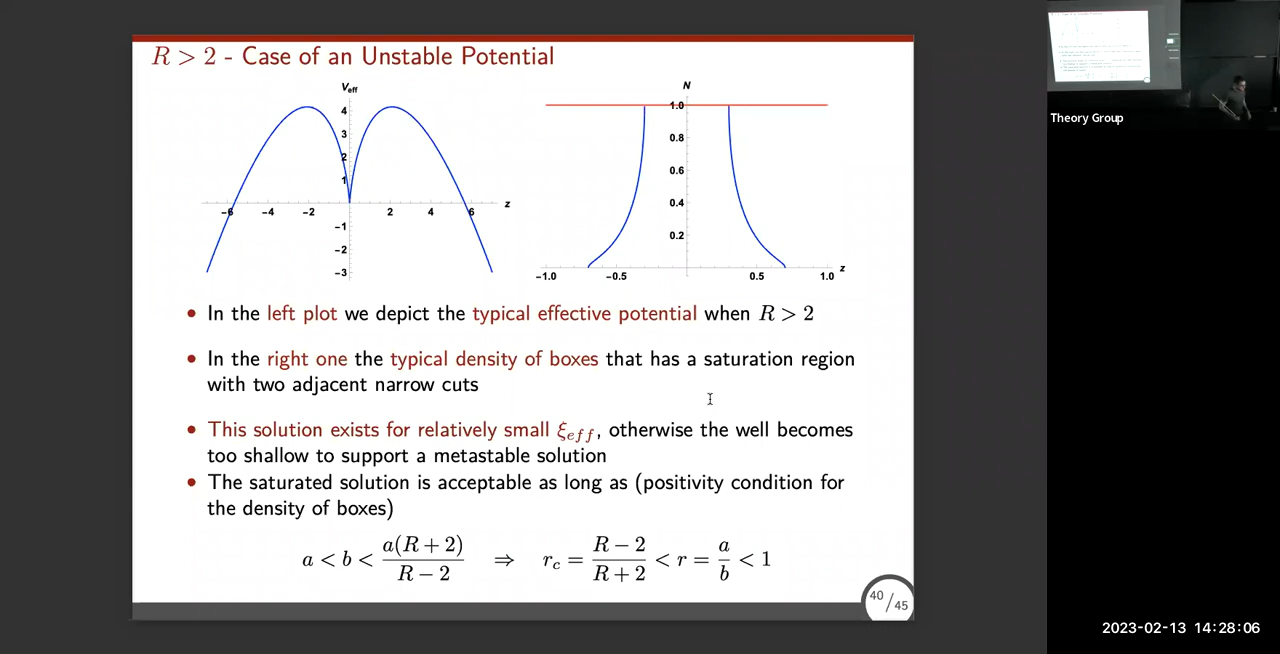 R > 2 - Case of an Unstable Potential
V_eff
4
3
2
1
-6 -4 -2 2 4 6 z
-1
-2
-3
N
1.0
0.8
0.6
0.4
0.2
-1.0 -0.5 0.5 1.0 z
• In the left plot we depict the typical effective potential when R > 2
• In the right one the typical density of boxes that has a saturation region
with two adjacent narrow cuts
• This solution exists for relatively small ξ_eff, otherwise the well becomes
too shallow to support a metastable solution
• The saturated solution is acceptable as long as (positivity condition for
the density of boxes)
a < b < a(R + 2)/(R − 2) ⇒ r_c = (R − 2)/(R + 2) < r = a/b < 1
40/45
Theory Group
2023-02-13 14:28:06